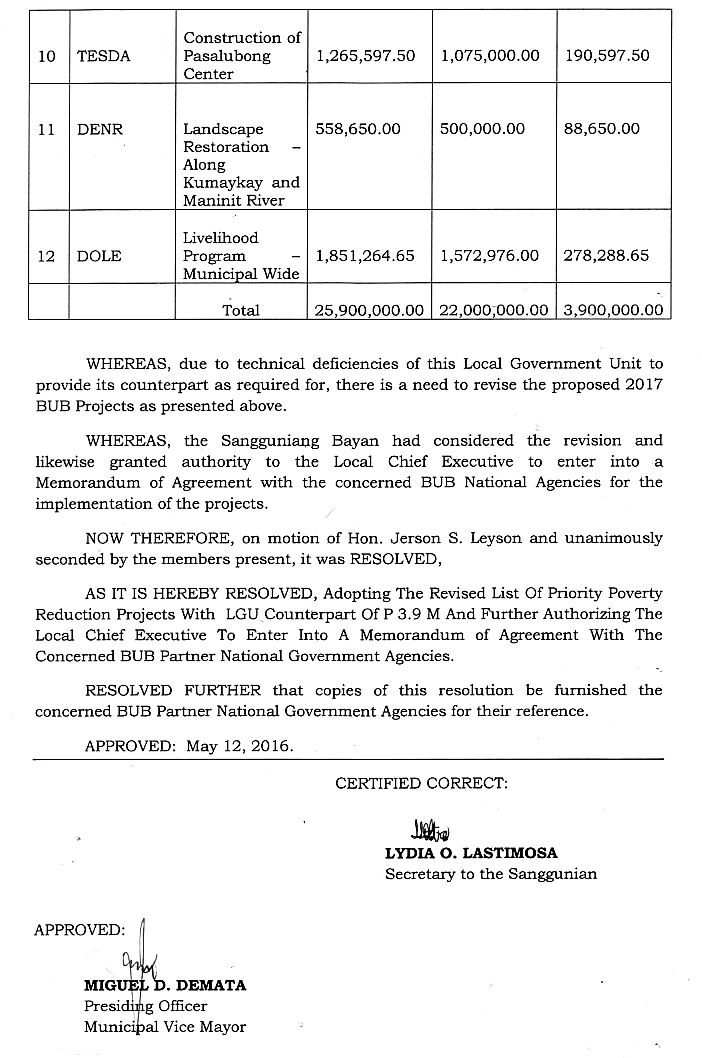 Construction of
10 TESDA Pasalubong 1,265,597.50 1,075,000.00 190,597.50
Center
11 DENR Landscape 558,650.00 500,000.00 88,650.00
Restoration –
Along
Kumaykay and
Maninit River
Livelihood
12 DOLE Program – 1,851,264.65 1,572,976.00 278,288.65
Municipal Wide
Total 25,900,000.00 22,000,000.00 3,900,000.00
WHEREAS, due to technical deficiencies of this Local Government Unit to
provide its counterpart as required for, there is a need to revise the proposed 2017
BUB Projects as presented above.
WHEREAS, the Sangguniang Bayan had considered the revision and
likewise granted authority to the Local Chief Executive to enter into a
Memorandum of Agreement with the concerned BUB National Agencies for the
implementation of the projects.
NOW THEREFORE, on motion of Hon. Jerson S. Leyson and unanimously
seconded by the members present, it was RESOLVED,
AS IT IS HEREBY RESOLVED, Adopting The Revised List Of Priority Poverty
Reduction Projects With LGU Counterpart Of P 3.9 M And Further Authorizing The
Local Chief Executive To Enter Into A Memorandum of Agreement With The
Concerned BUB Partner National Government Agencies.
RESOLVED FURTHER that copies of this resolution be furnished the
concerned BUB Partner National Government Agencies for their reference.
APPROVED: May 12, 2016.
CERTIFIED CORRECT:
LYDIA O. LASTIMOSA
Secretary to the Sanggunian
APPROVED:
MIGUEL D. DEMATA
Presiding Officer
Municipal Vice Mayor